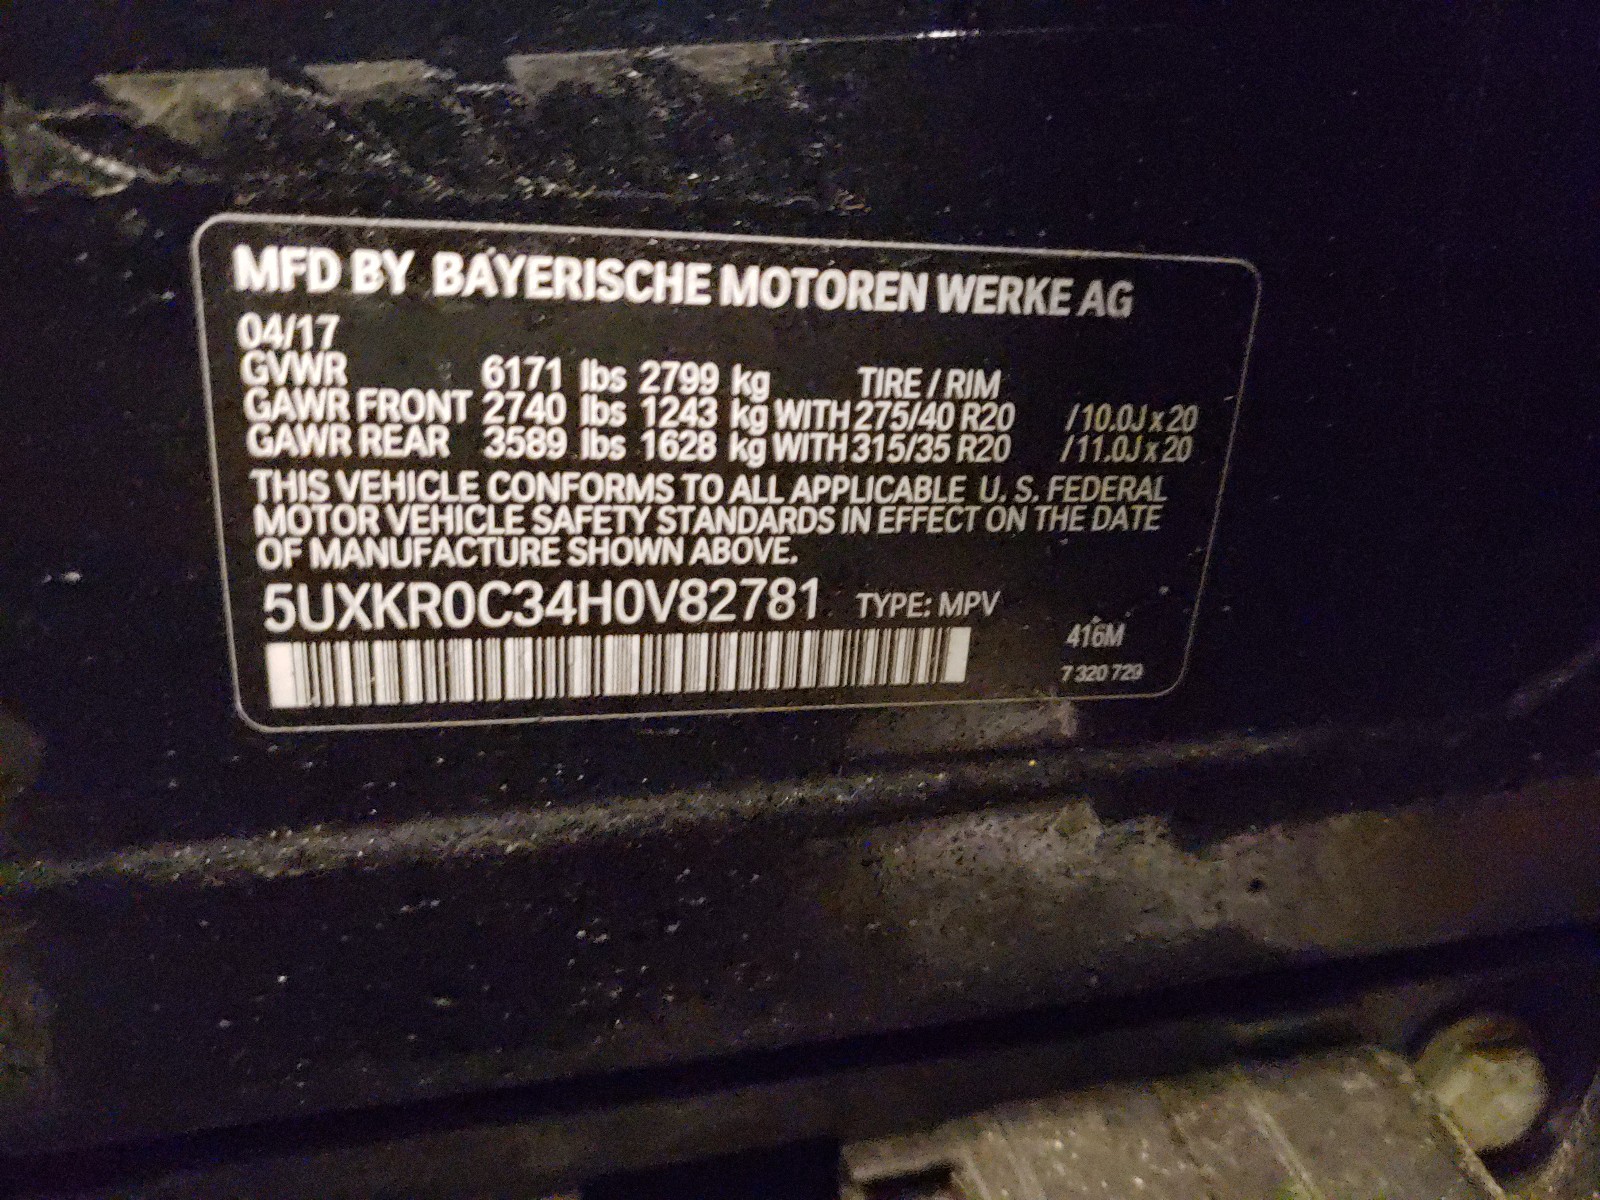 MFD BY BAYERISCHE MOTOREN WERKE AG
04/17
GVWR 6171 lbs 2799 kg TIRE / RIM
GAWR FRONT 2740 lbs 1243 kg WITH 275/40 R20 /10.0J x 20
GAWR REAR 3589 lbs 1628 kg WITH 315/35 R20 /11.0J x 20
THIS VEHICLE CONFORMS TO ALL APPLICABLE U. S. FEDERAL
MOTOR VEHICLE SAFETY STANDARDS IN EFFECT ON THE DATE
OF MANUFACTURE SHOWN ABOVE.
5UXKR0C34H0V82781 TYPE: MPV
416M
7 320 729